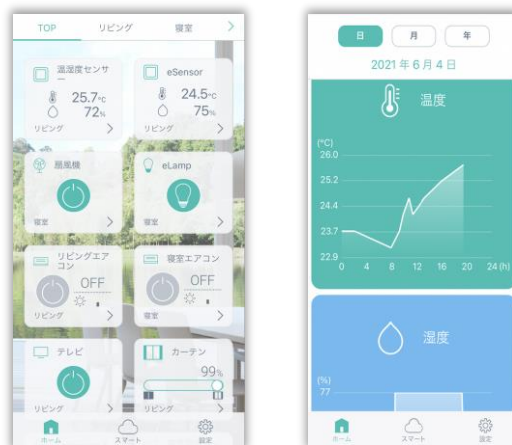 TOP
リビング
寝室
温湿度センサ
ー
25.7℃
72%
リビング
eSensor
24.5℃
75%
リビング
扇風機
寝室
eLamp
寝室
リビングエア
コン
OFF
リビング
寝室エアコン
OFF
寝室
テレビ
リビング
カーテン
99%
リビング
ホーム
スマート
設定
日
月
年
2021年6月4日
温度
(℃)
26.0
25.2
24.4
23.7
22.9
0 4 8 12 16 20 24(h)
湿度
(%)
77
ホーム
スマート
設定